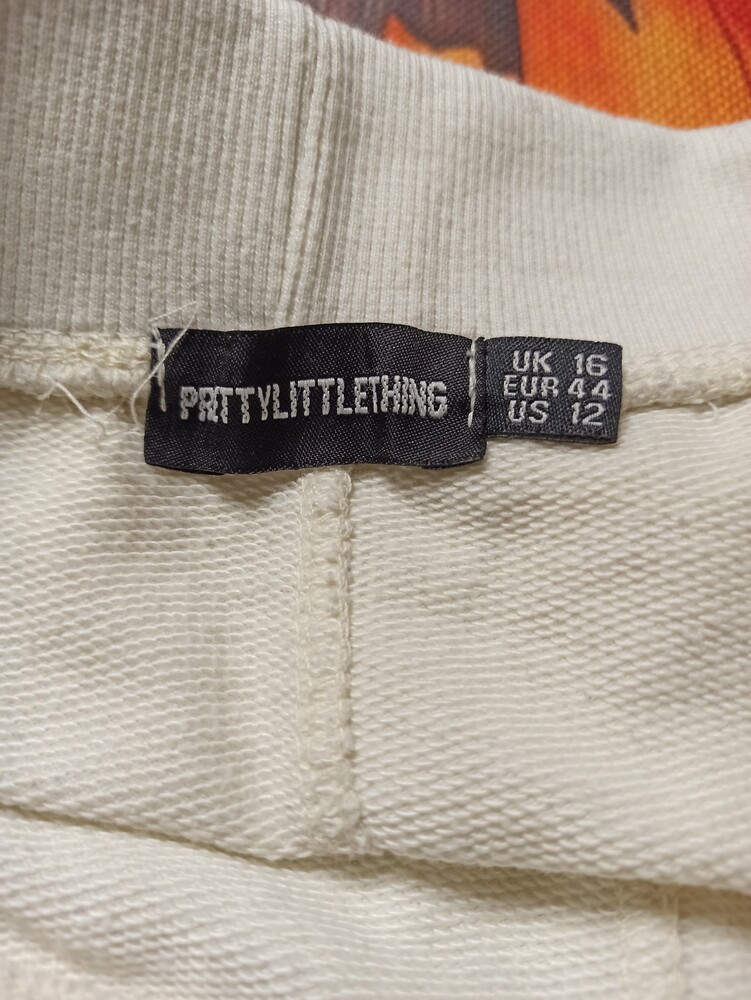 PRTTYLITTLETHING
UK 16
EUR 44
US 12